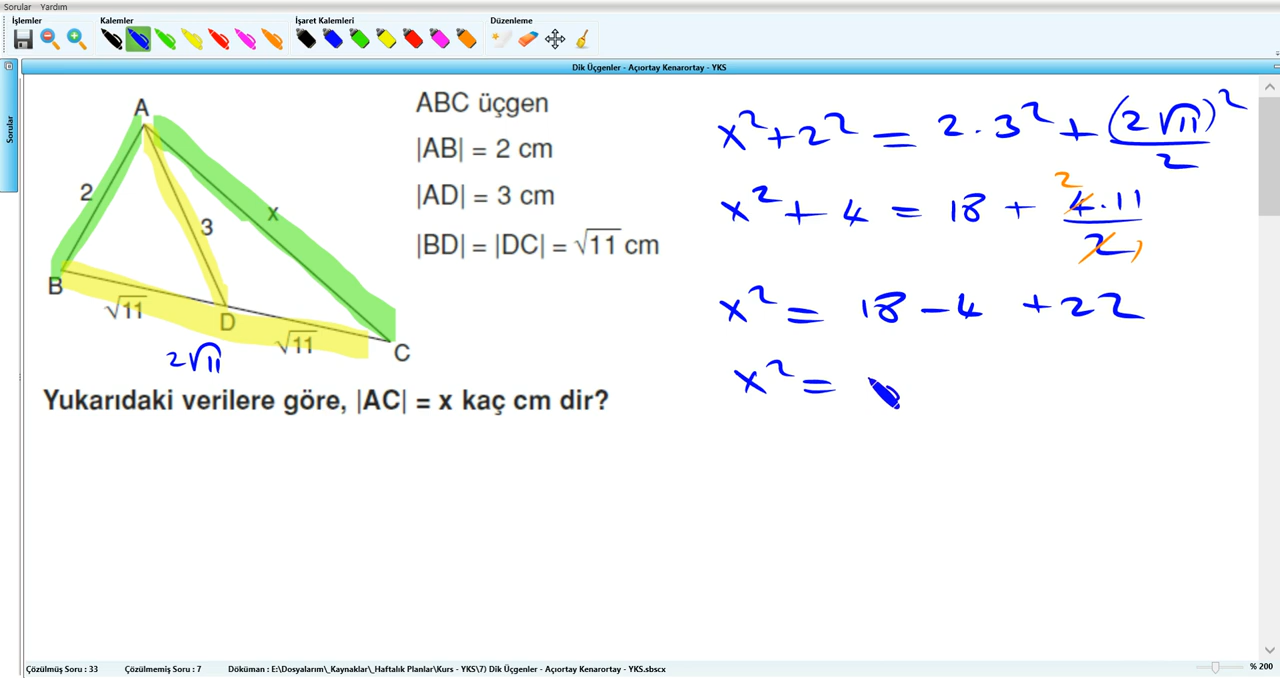 Sorular Yardım
İşlemler Kalemler İşaret Kalemleri Düzenleme
Dik Üçgenler - Açıortay Kenarortay - YKS
Sorular
A
2
3
x
B
√11
D
√11
C
2√11
ABC üçgen
|AB| = 2 cm
|AD| = 3 cm
|BD| = |DC| = √11 cm
Yukarıdaki verilere göre, |AC| = x kaç cm dir?
x² + 2² = 2 · 3² + (2√11)² / 2
x² + 4 = 18 + 4 · 11 / 2
2
x² = 18 - 4 + 22
x² =
Çözülmüş Soru : 33 Çözülmemiş Soru : 7 Döküman : E:\Dosyalarım\_Kaynaklar\_Haftalık Planlar\Kurs - YKS\7) Dik Üçgenler - Açıortay Kenarortay - YKS.sbscx % 200